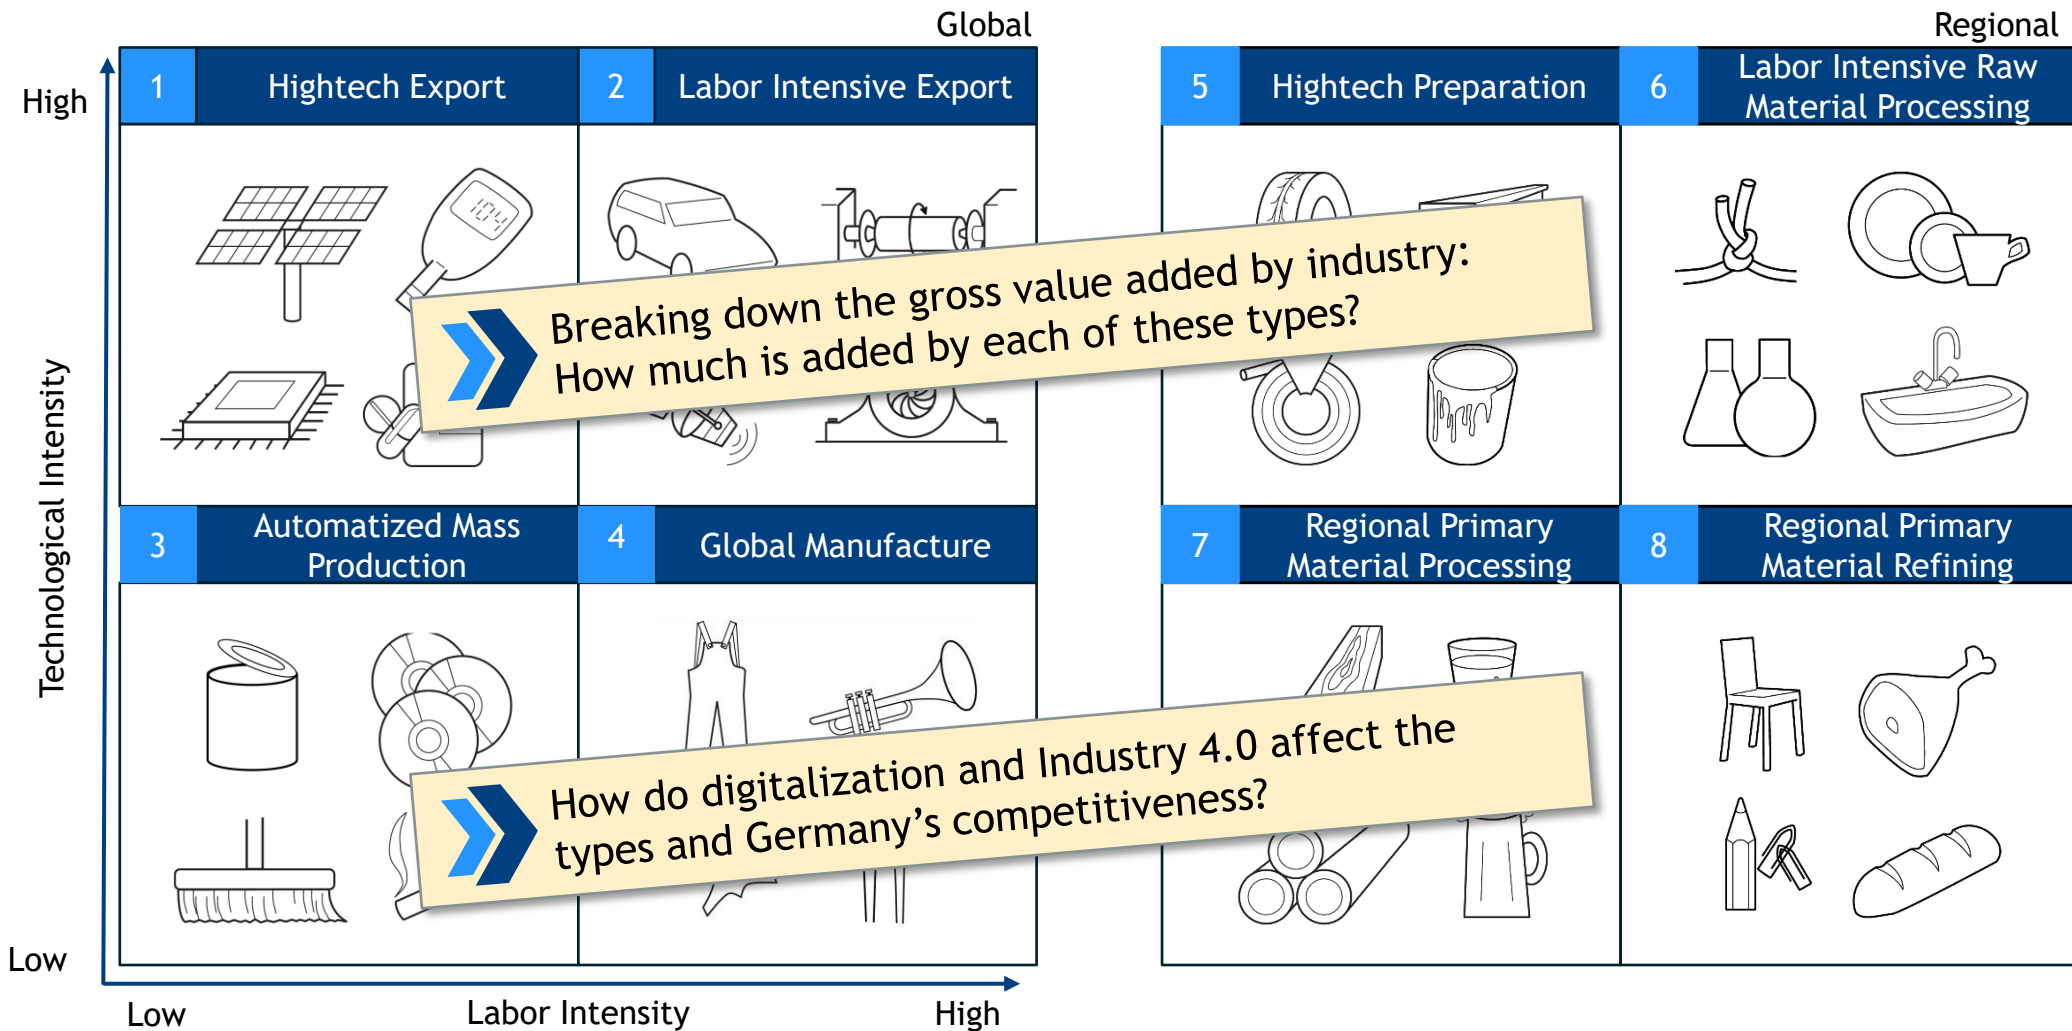 Global
Regional
High
1
Hightech Export
2
Labor Intensive Export
5
Hightech Preparation
6
Labor Intensive Raw
Material Processing
104
Breaking down the gross value added by industry:
How much is added by each of these types?
Technological Intensity
3
Automatized Mass
Production
4
Global Manufacture
7
Regional Primary
Material Processing
8
Regional Primary
Material Refining
How do digitalization and Industry 4.0 affect the
types and Germany’s competitiveness?
Low
Low
Labor Intensity
High